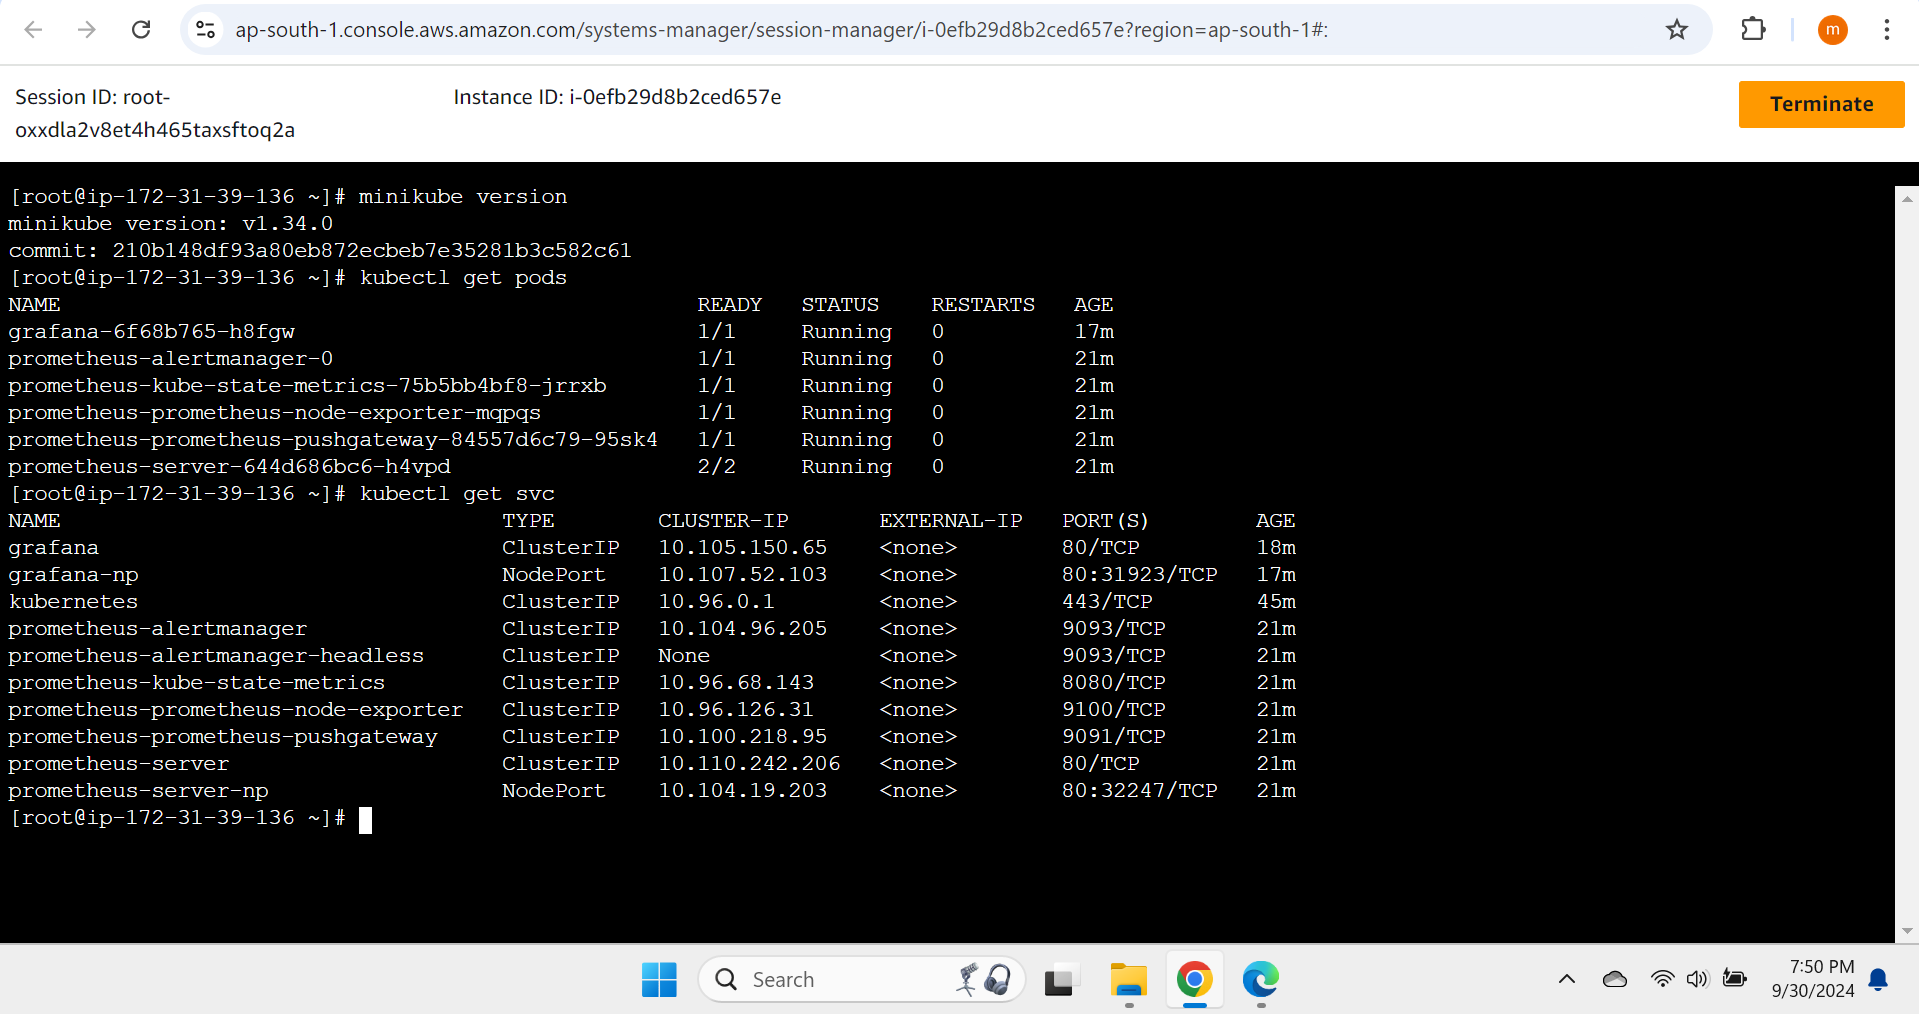 ap-south-1.console.aws.amazon.com/systems-manager/session-manager/i-0efb29d8b2ced657e?region=ap-south-1#:
m
Session ID: root-
oxxdla2v8et4h465taxsftoq2a
Instance ID: i-0efb29d8b2ced657e
Terminate
[root@ip-172-31-39-136 ~]# minikube version
minikube version: v1.34.0
commit: 210b148df93a80eb872ecbeb7e35281b3c582c61
[root@ip-172-31-39-136 ~]# kubectl get pods
NAME READY STATUS RESTARTS AGE
grafana-6f68b765-h8fgw 1/1 Running 0 17m
prometheus-alertmanager-0 1/1 Running 0 21m
prometheus-kube-state-metrics-75b5bb4bf8-jrrxb 1/1 Running 0 21m
prometheus-prometheus-node-exporter-mqpqs 1/1 Running 0 21m
prometheus-prometheus-pushgateway-84557d6c79-95sk4 1/1 Running 0 21m
prometheus-server-644d686bc6-h4vpd 2/2 Running 0 21m
[root@ip-172-31-39-136 ~]# kubectl get svc
NAME TYPE CLUSTER-IP EXTERNAL-IP PORT(S) AGE
grafana ClusterIP 10.105.150.65 <none> 80/TCP 18m
grafana-np NodePort 10.107.52.103 <none> 80:31923/TCP 17m
kubernetes ClusterIP 10.96.0.1 <none> 443/TCP 45m
prometheus-alertmanager ClusterIP 10.104.96.205 <none> 9093/TCP 21m
prometheus-alertmanager-headless ClusterIP None <none> 9093/TCP 21m
prometheus-kube-state-metrics ClusterIP 10.96.68.143 <none> 8080/TCP 21m
prometheus-prometheus-node-exporter ClusterIP 10.96.126.31 <none> 9100/TCP 21m
prometheus-prometheus-pushgateway ClusterIP 10.100.218.95 <none> 9091/TCP 21m
prometheus-server ClusterIP 10.110.242.206 <none> 80/TCP 21m
prometheus-server-np NodePort 10.104.19.203 <none> 80:32247/TCP 21m
[root@ip-172-31-39-136 ~]#
Search
7:50 PM
9/30/2024